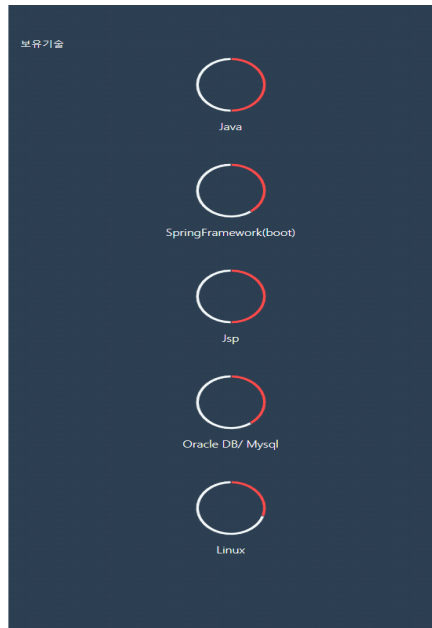 보유기술
Java
SpringFramework(boot)
Jsp
Oracle DB/ Mysql
Linux